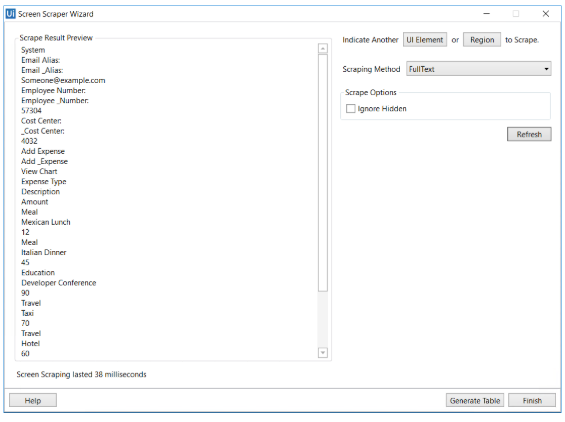 Ui Screen Scraper Wizard
Scrape Result Preview
System
Email Alias:
Email _Alias:
Someone@example.com
Employee Number:
Employee _Number:
57304
Cost Center:
_Cost Center:
4032
Add Expense
Add _Expense
View Chart
Expense Type
Description
Amount
Meal
Mexican Lunch
12
Meal
Italian Dinner
45
Education
Developer Conference
90
Travel
Taxi
70
Travel
Hotel
60
Screen Scraping lasted 38 milliseconds
Indicate Another UI Element or Region to Scrape.
Scraping Method FullText
Scrape Options
Ignore Hidden
Refresh
Help Generate Table Finish